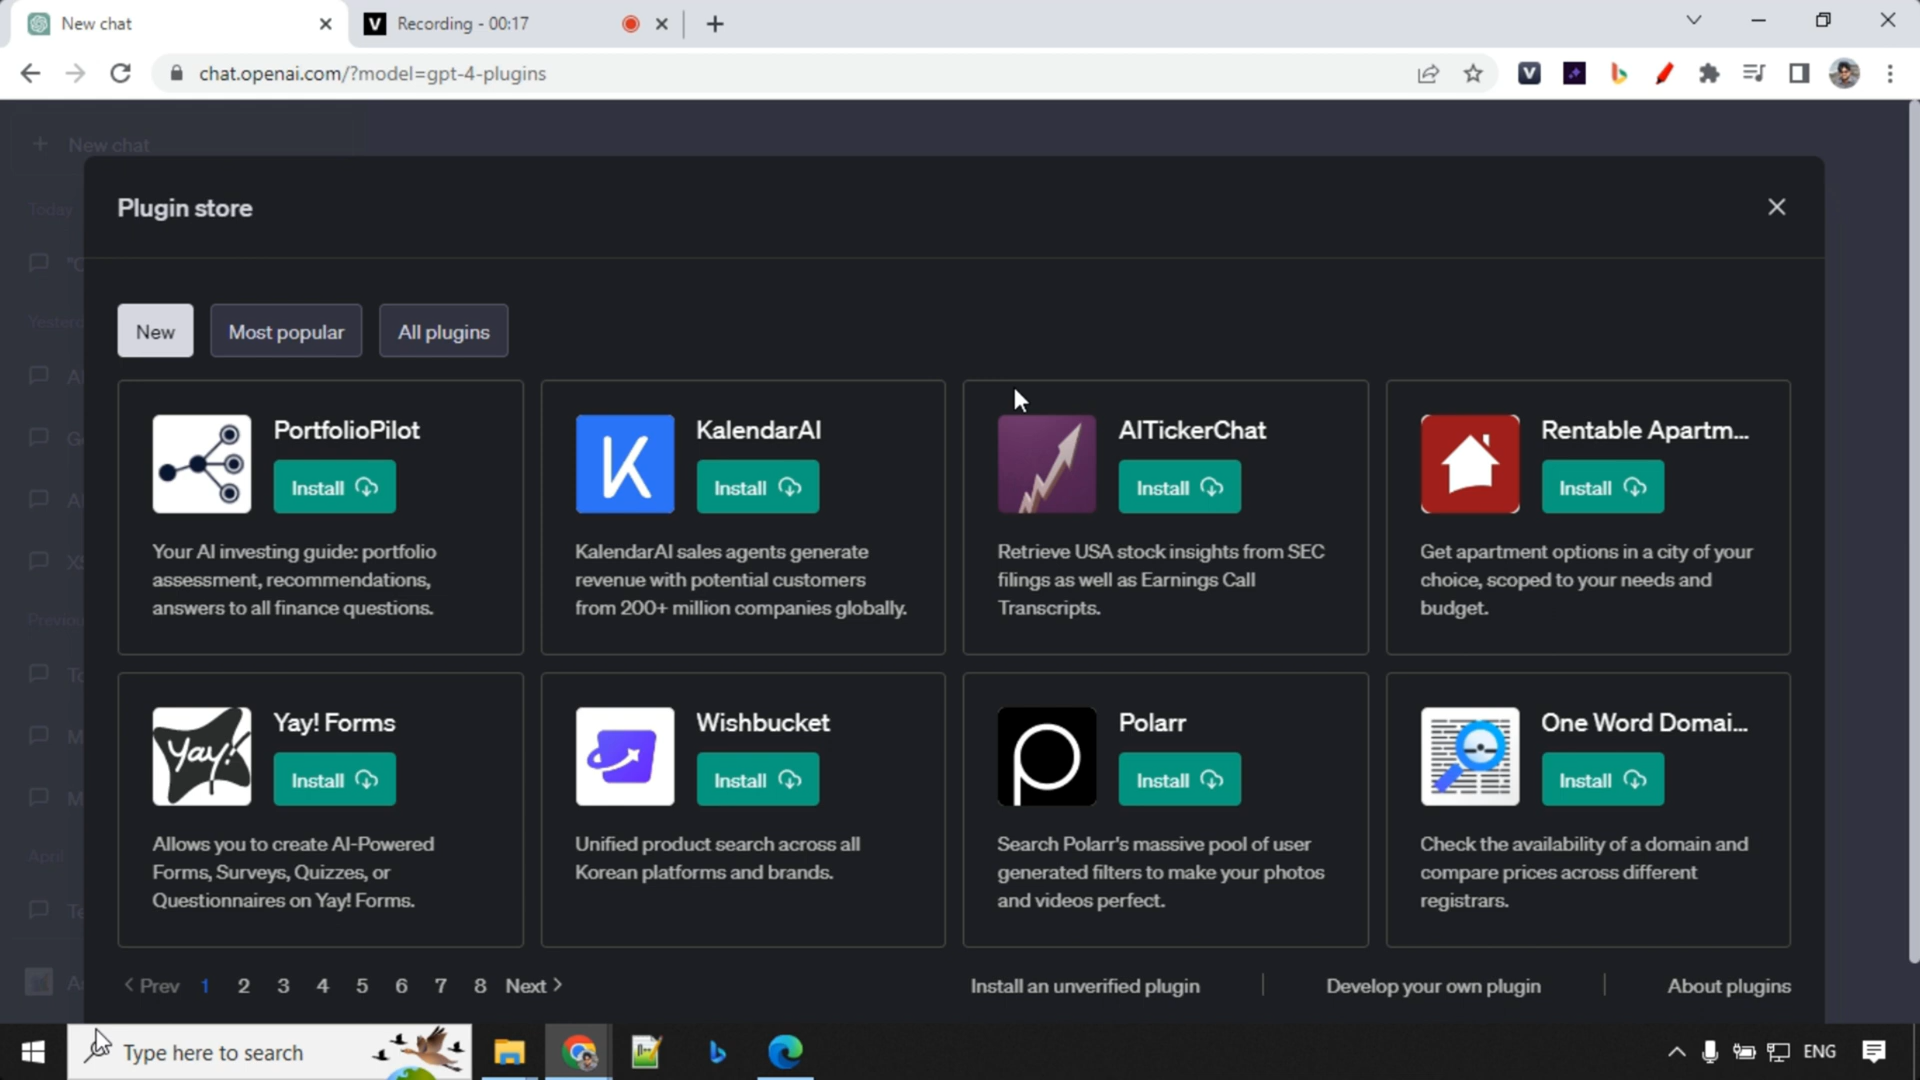 New chat
Recording - 00:17
chat.openai.com/?model=gpt-4-plugins
New chat
Today
Plugin store
New
Most popular
All plugins
PortfolioPilot
Install
Your AI investing guide: portfolio
assessment, recommendations,
answers to all finance questions.
KalendarAI
Install
KalendarAI sales agents generate
revenue with potential customers
from 200+ million companies globally.
AITickerChat
Install
Retrieve USA stock insights from SEC
filings as well as Earnings Call
Transcripts.
Rentable Apartm...
Install
Get apartment options in a city of your
choice, scoped to your needs and
budget.
Yay! Forms
Install
Allows you to create AI-Powered
Forms, Surveys, Quizzes, or
Questionnaires on Yay! Forms.
Wishbucket
Install
Unified product search across all
Korean platforms and brands.
Polarr
Install
Search Polarr's massive pool of user
generated filters to make your photos
and videos perfect.
One Word Domai...
Install
Check the availability of a domain and
compare prices across different
registrars.
April
Prev 1 2 3 4 5 6 7 8 Next
Install an unverified plugin
Develop your own plugin
About plugins
Type here to search
ENG